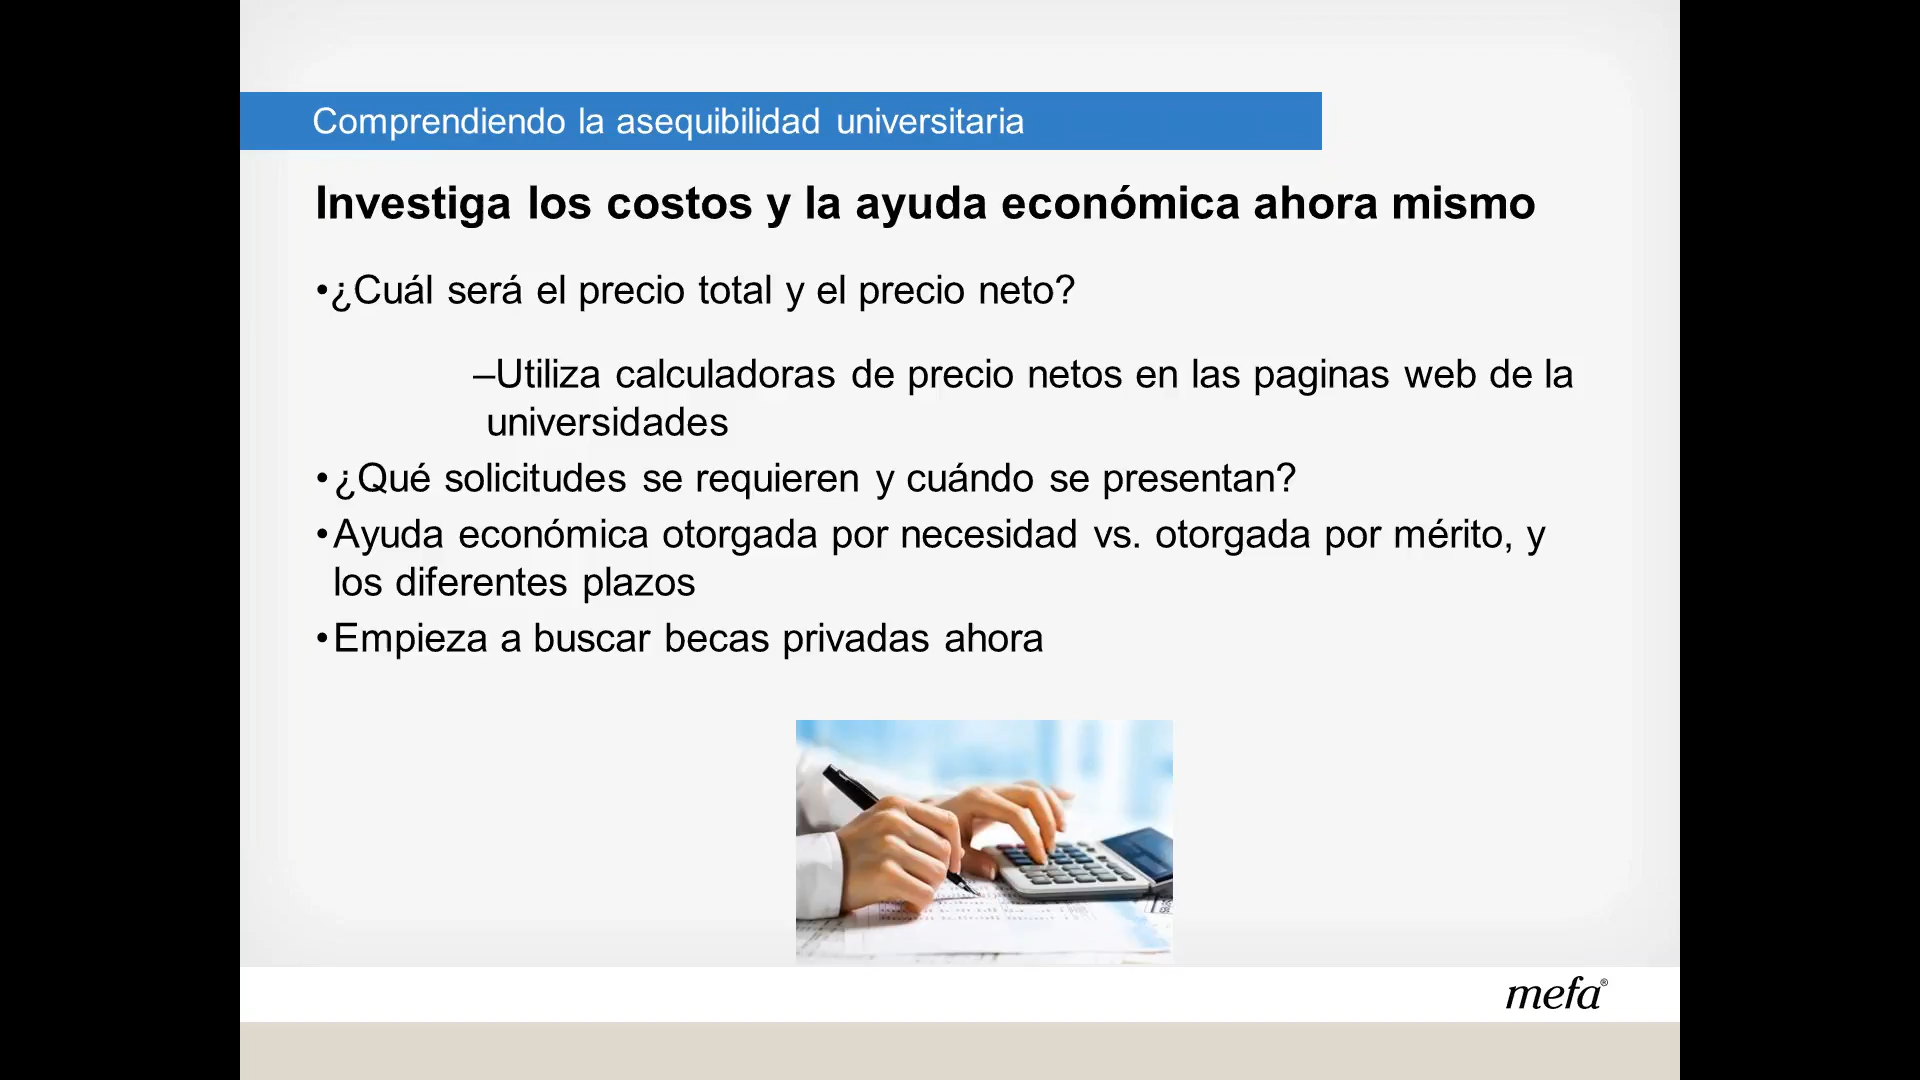 Comprendiendo la asequibilidad universitaria
Investiga los costos y la ayuda económica ahora mismo
•¿Cuál será el precio total y el precio neto?
–Utiliza calculadoras de precio netos en las paginas web de la
universidades
•¿Qué solicitudes se requieren y cuándo se presentan?
•Ayuda económica otorgada por necesidad vs. otorgada por mérito, y
los diferentes plazos
•Empieza a buscar becas privadas ahora
mefa®